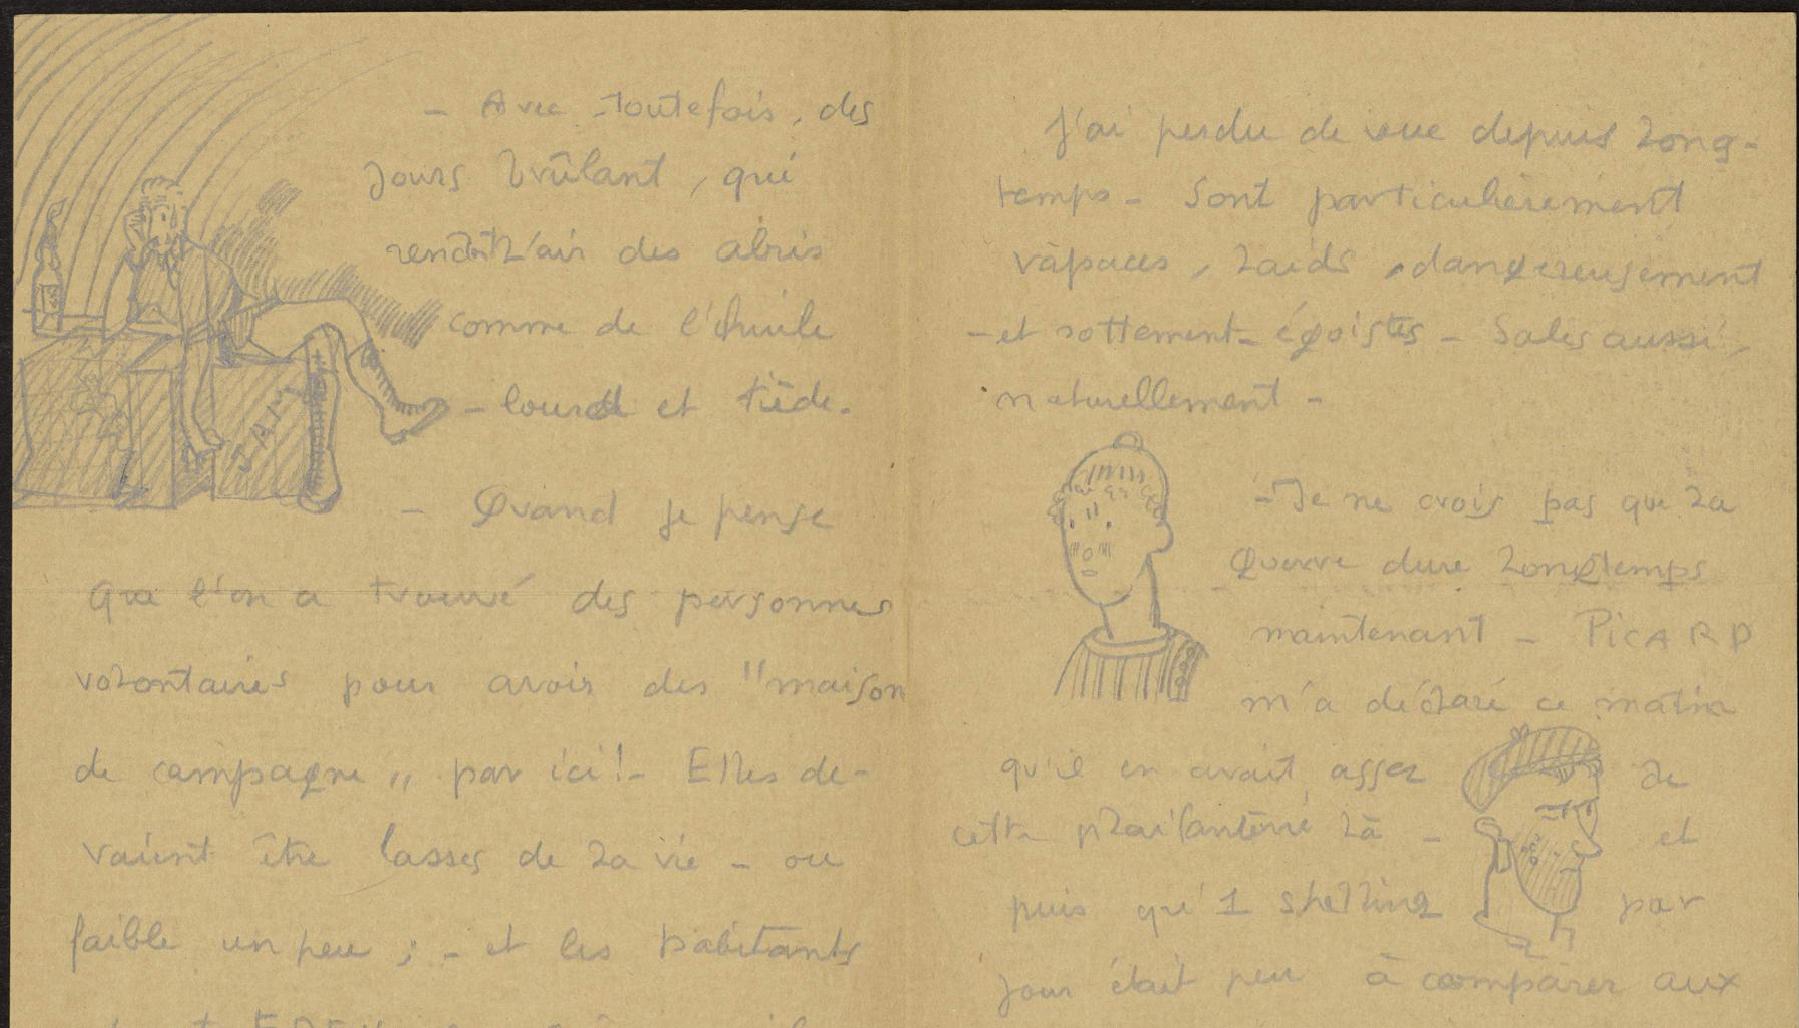 - Avec toutefois, des
jours brûlant, qui
rendent l'air des abris
comme de l'huile
- lourde et tiède.
- Quand je pense
que l'on a trouvé des personnes
volontaires pour avoir des "maison
de campagne" par ici! - Elles de-
vaient être lasses de la vie - ou
faible un peu ; - et les habitants
J'ai perdu de vue depuis long-
temps - Sont particulièrement
rapaces, laids, dangereusement
- et sottement - égoistes - Sales aussi,
naturellement -
- Je ne crois pas que la
Guerre dure longtemps
maintenant - PICARD
m'a déclaré ce matin
qu'il en avait assez de
cette plaisanterie là - et
puis qu'1 shelling par
jour était peu à comparer aux